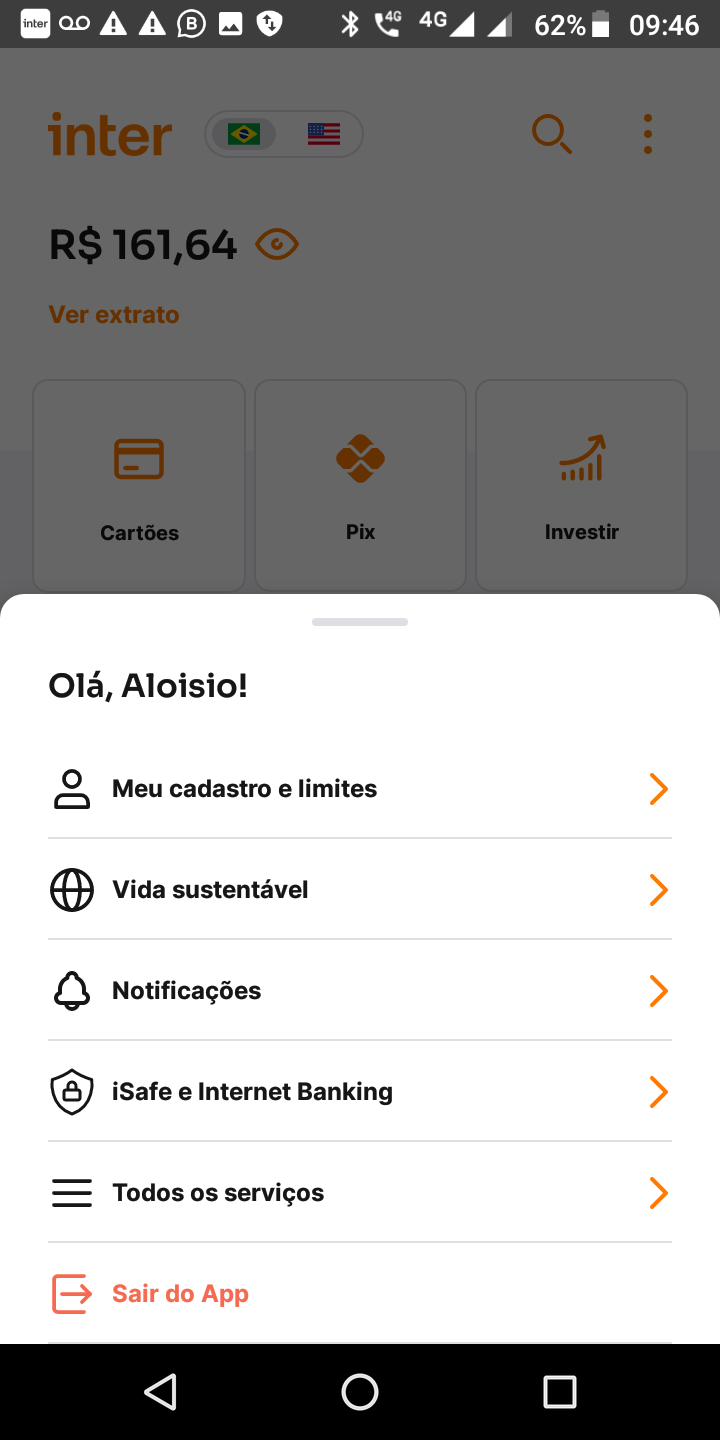 inter 4G 4G 62% 09:46
inter
R$ 161,64
Ver extrato
Cartões Pix Investir
Olá, Aloisio!
Meu cadastro e limites
Vida sustentável
Notificações
iSafe e Internet Banking
Todos os serviços
Sair do App